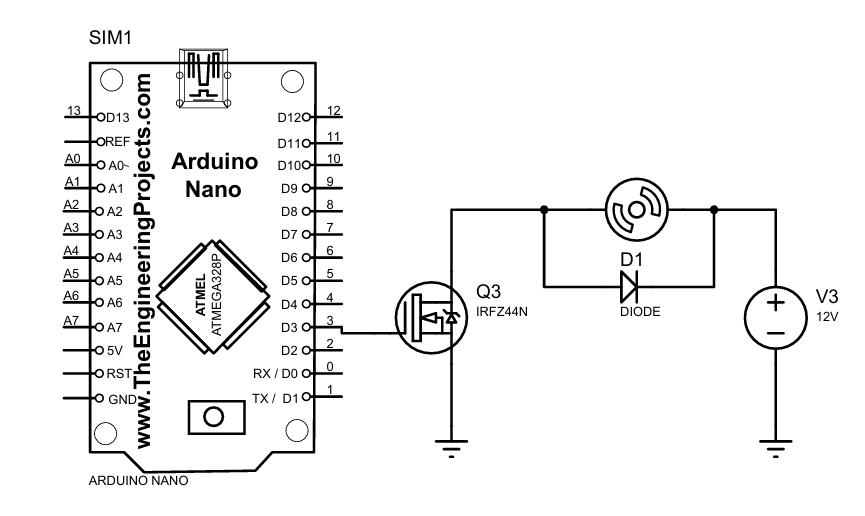 SIM1
www.TheEngineeringProjects.com
Arduino
Nano
ATMEL
ATMEGA328P
13 D13
REF
A0 A0~
A1 A1
A2 A2
A3 A3
A4 A4
A5 A5
A6 A6
A7 A7
5V
RST
GND
D12 12
D11 11
D10 10
D9 9
D8 8
D7 7
D6 6
D5 5
D4 4
D3 3
D2 2
RX / D0 0
TX / D1 1
ARDUINO NANO
Q3
IRFZ44N
D1
DIODE
V3
12V